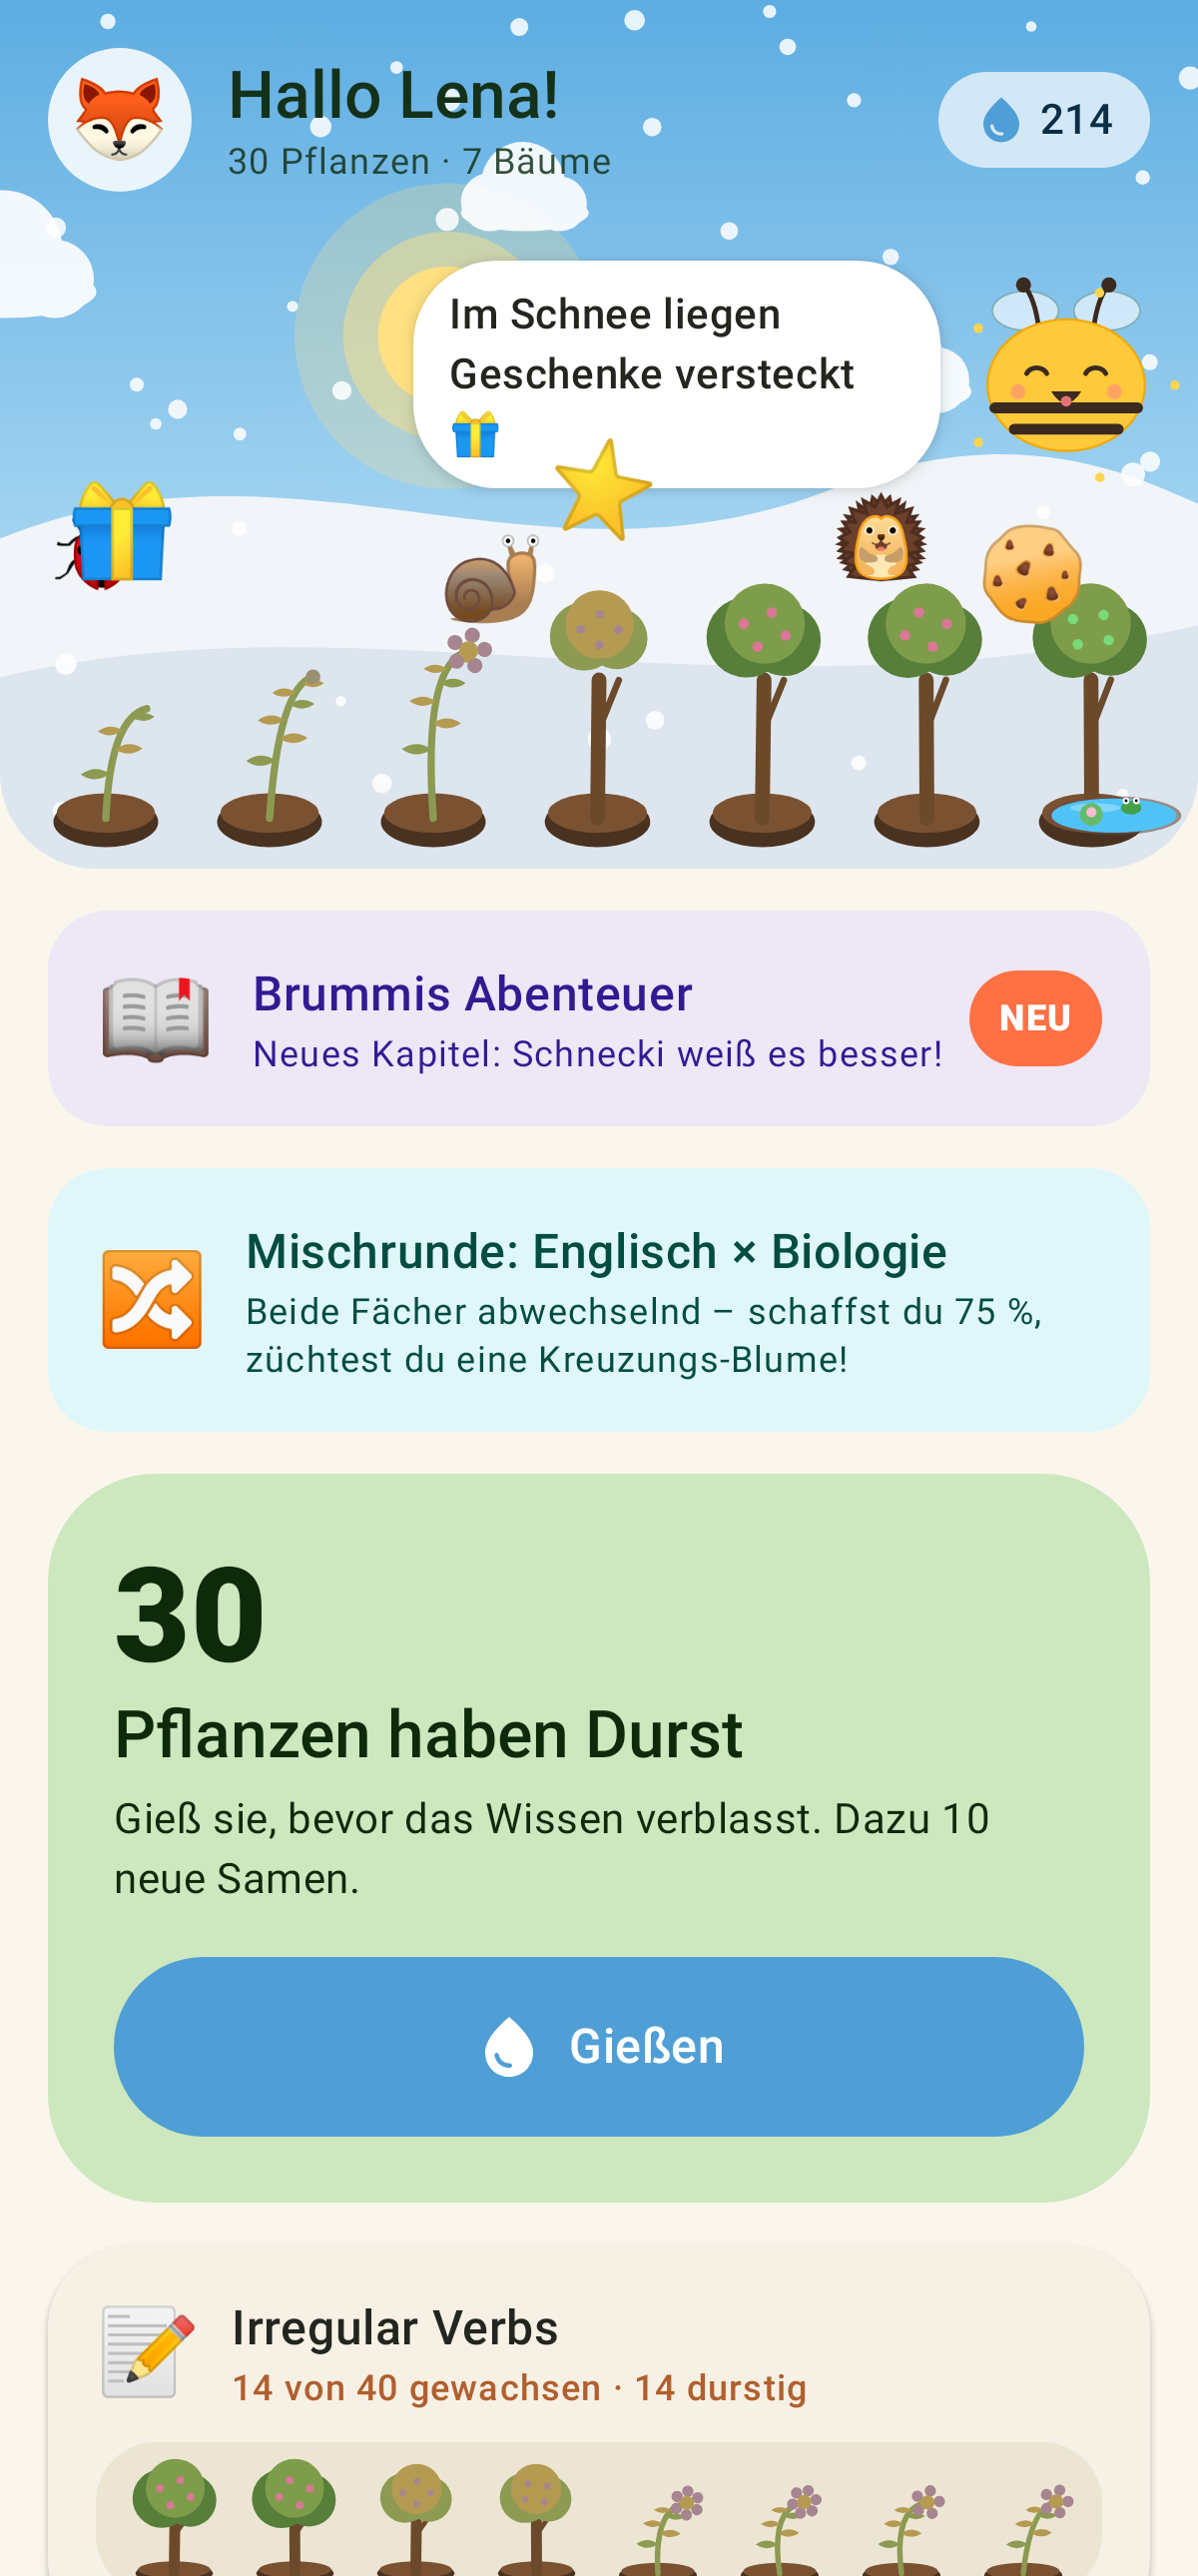 Hallo Lena!
30 Pflanzen · 7 Bäume
214
Im Schnee liegen
Geschenke versteckt
Brummis Abenteuer
Neues Kapitel: Schnecki weiß es besser!
NEU
Mischrunde: Englisch × Biologie
Beide Fächer abwechselnd – schaffst du 75 %,
züchtest du eine Kreuzungs-Blume!
30
Pflanzen haben Durst
Gieß sie, bevor das Wissen verblasst. Dazu 10
neue Samen.
Gießen
Irregular Verbs
14 von 40 gewachsen · 14 durstig